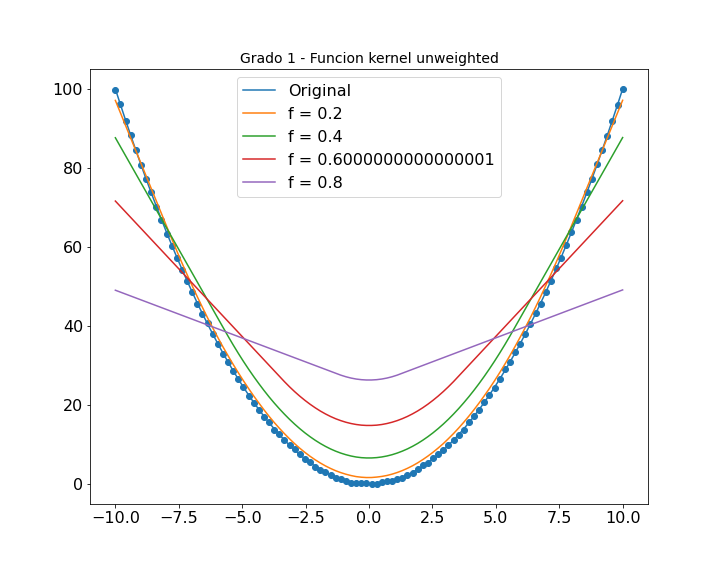 Grado 1 - Funcion kernel unweighted
Original
f = 0.2
f = 0.4
f = 0.6000000000000001
f = 0.8
100
80
60
40
20
0
−10.0 −7.5 −5.0 −2.5 0.0 2.5 5.0 7.5 10.0